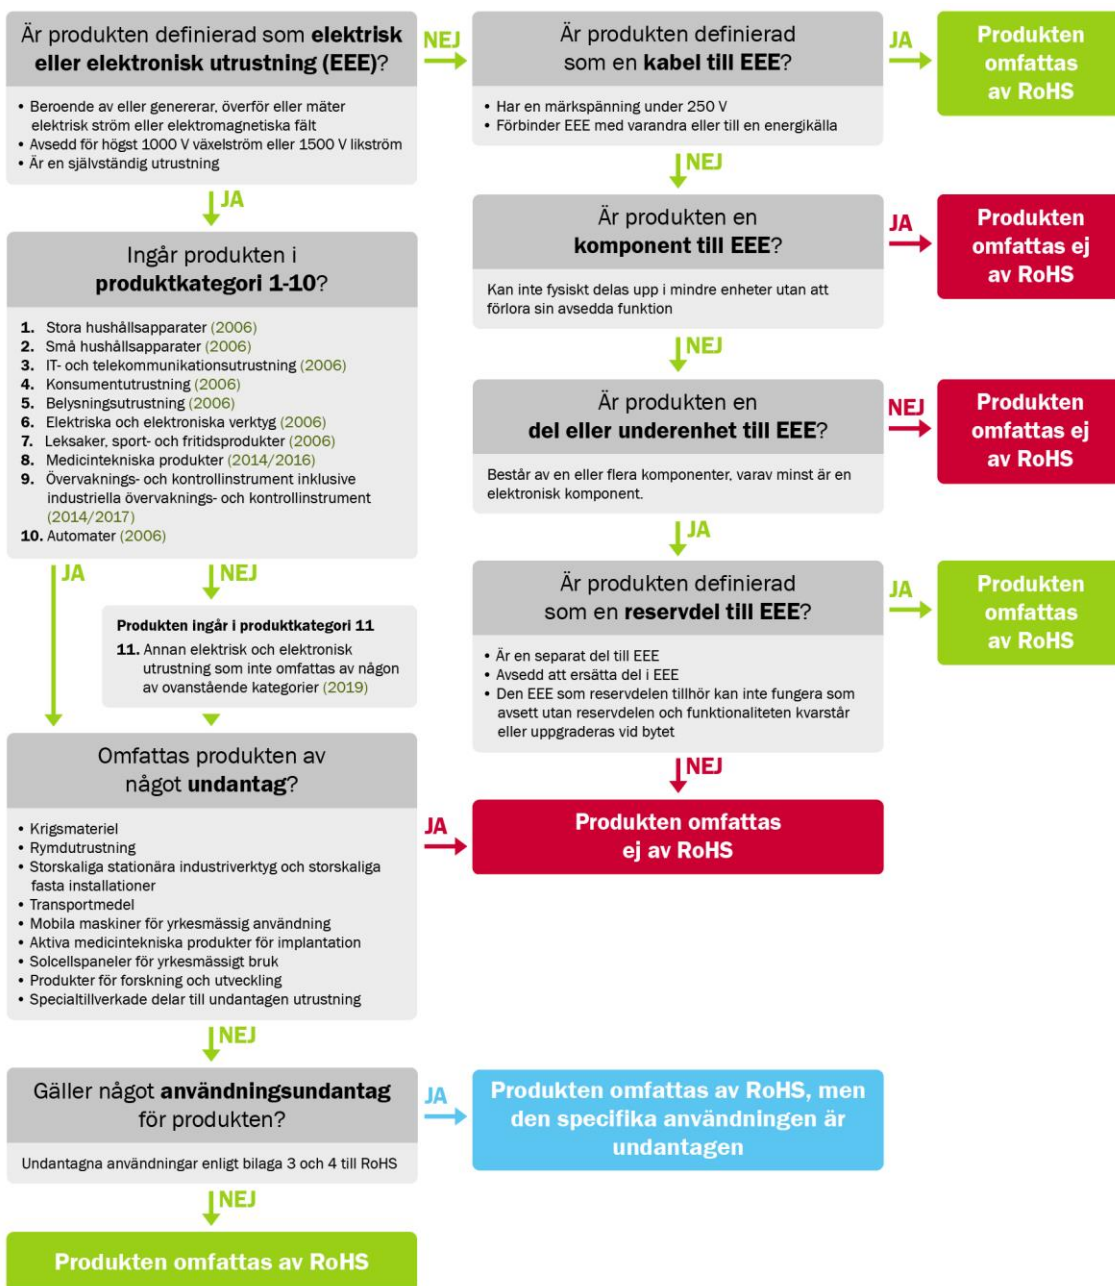 Är produkten definierad som elektrisk
eller elektronisk utrustning (EEE)?
• Beroende av eller genererar, överför eller mäter
elektrisk ström eller elektromagnetiska fält
• Avsedd för högst 1000 V växelström eller 1500 V likström
• Är en självständig utrustning
NEJ
Är produkten definierad
som en kabel till EEE?
• Har en märkspänning under 250 V
• Förbinder EEE med varandra eller till en energikälla
JA
Produkten
omfattas
av RoHS
JA
NEJ
Ingår produkten i
produktkategori 1-10?
1. Stora hushållsapparater (2006)
2. Små hushållsapparater (2006)
3. IT- och telekommunikationsutrustning (2006)
4. Konsumentutrustning (2006)
5. Belysningsutrustning (2006)
6. Elektriska och elektroniska verktyg (2006)
7. Leksaker, sport- och fritidsprodukter (2006)
8. Medicintekniska produkter (2014/2016)
9. Övervaknings- och kontrollinstrument inklusive
industriella övervaknings- och kontrollinstrument
(2014/2017)
10. Automater (2006)
Är produkten en
komponent till EEE?
Kan inte fysiskt delas upp i mindre enheter utan att
förlora sin avsedda funktion
JA
Produkten
omfattas ej
av RoHS
NEJ
Är produkten en
del eller underenhet till EEE?
Består av en eller flera komponenter, varav minst är en
elektronisk komponent.
NEJ
Produkten
omfattas ej
av RoHS
JA
JA
NEJ
Produkten ingår i produktkategori 11
11. Annan elektrisk och elektronisk
utrustning som inte omfattas av någon
av ovanstående kategorier (2019)
Är produkten definierad
som en reservdel till EEE?
• Är en separat del till EEE
• Avsedd att ersätta del i EEE
• Den EEE som reservdelen tillhör kan inte fungera som
avsett utan reservdelen och funktionaliteten kvarstår
eller uppgraderas vid bytet
JA
Produkten
omfattas
av RoHS
NEJ
Omfattas produkten av
något undantag?
• Krigsmateriel
• Rymdutrustning
• Storskaliga stationära industriverktyg och storskaliga
fasta installationer
• Transportmedel
• Mobila maskiner för yrkesmässig användning
• Aktiva medicintekniska produkter för implantation
• Solcellspaneler för yrkesmässigt bruk
• Produkter för forskning och utveckling
• Specialtillverkade delar till undantagen utrustning
JA
Produkten omfattas
ej av RoHS
NEJ
Gäller något användningsundantag
för produkten?
Undantagna användningar enligt bilaga 3 och 4 till RoHS
JA
Produkten omfattas av RoHS, men
den specifika användningen är
undantagen
NEJ
Produkten omfattas av RoHS